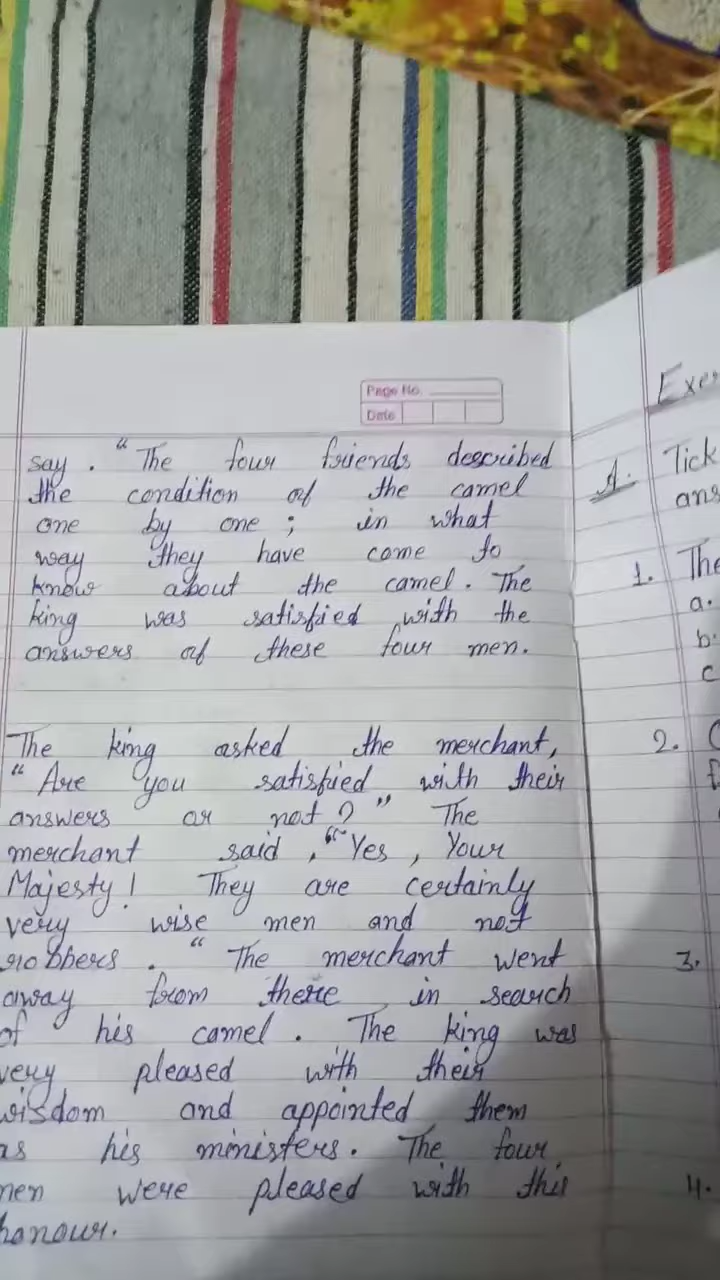 Page No.
Date
say . " The four friends described
the condition of the camel
one by one ; in what
way they have come to
know about the camel. The
king was satisfied with the
answers of these four men.
The king asked the merchant,
" Are you satisfied with their
answers or not ? " The
merchant said , " Yes , Your
Majesty ! They are certainly
very wise men and not
robbers . " The merchant went
away from there in search
of his camel . The king was
very pleased with their
wisdom and appointed them
as his ministers. The four
men were pleased with this
honour.
A. Tick
ans
1. The
a.
b.
c
2.
3.
4.